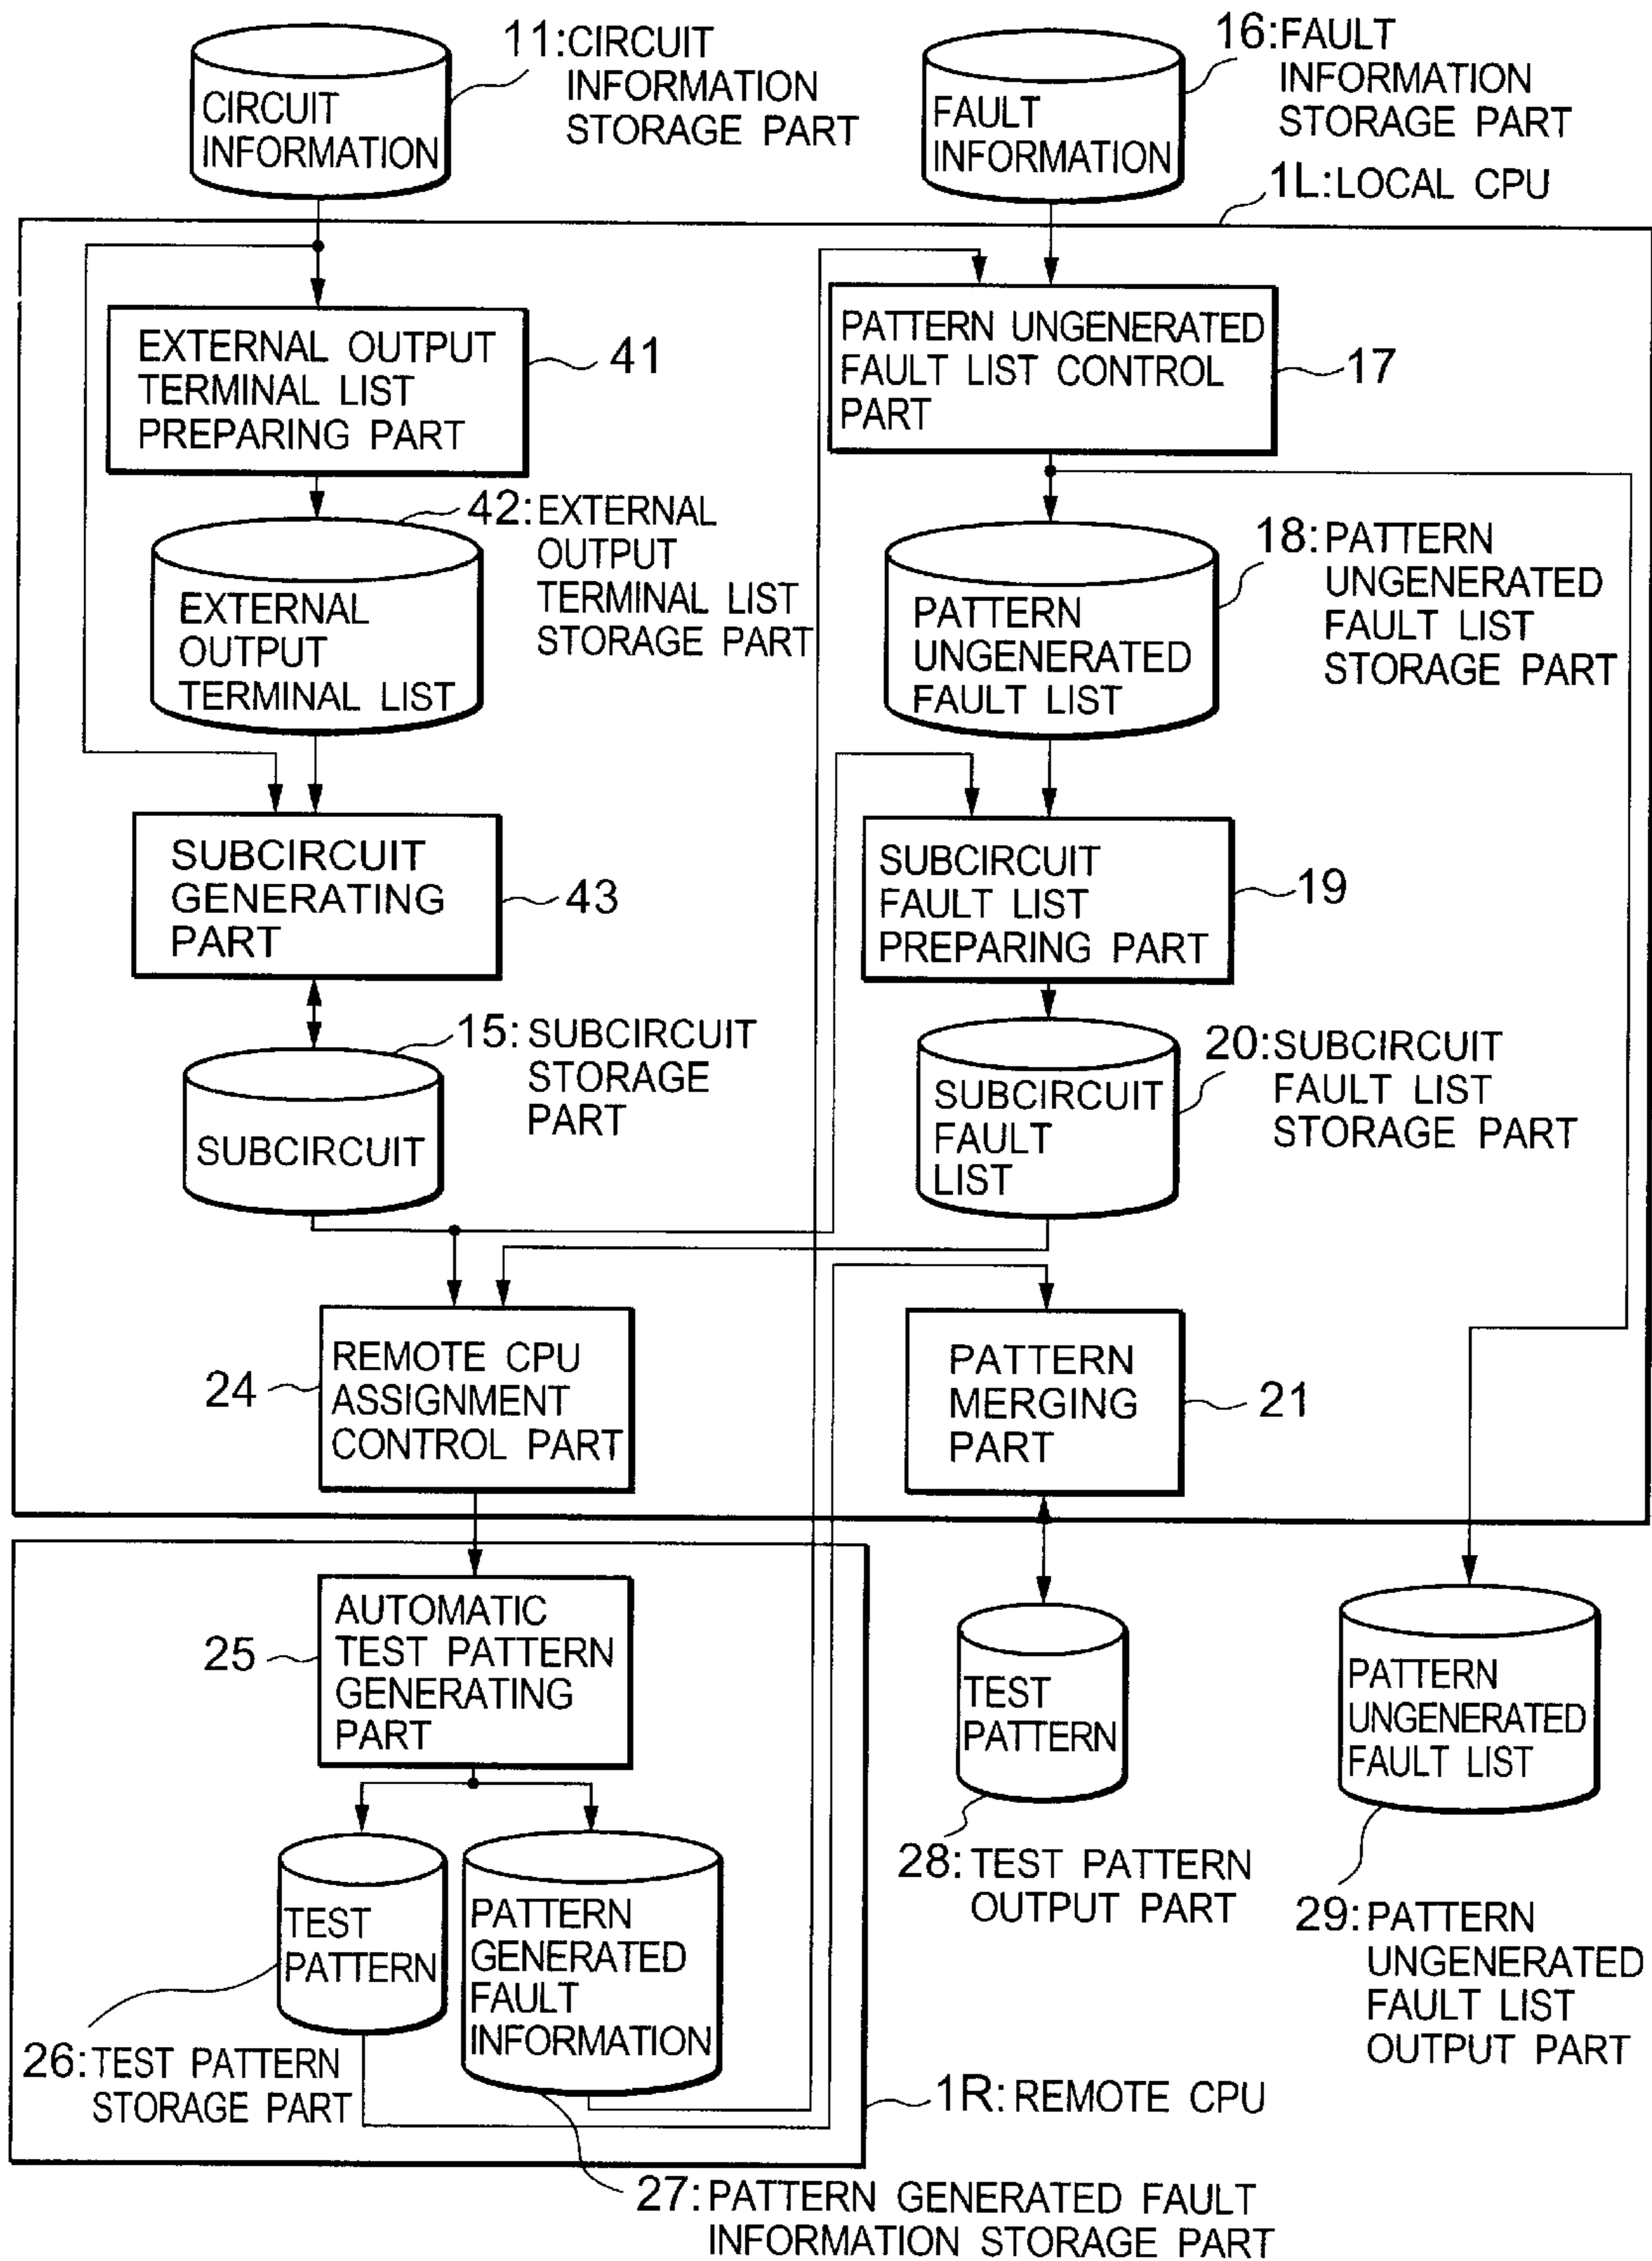 11:CIRCUIT
INFORMATION
STORAGE PART
CIRCUIT
INFORMATION
16:FAULT
INFORMATION
STORAGE PART
FAULT
INFORMATION
1L:LOCAL CPU
EXTERNAL OUTPUT
TERMINAL LIST
PREPARING PART
41
PATTERN UNGENERATED
FAULT LIST CONTROL
PART
17
42:EXTERNAL
OUTPUT
TERMINAL LIST
STORAGE PART
EXTERNAL
OUTPUT
TERMINAL LIST
18:PATTERN
UNGENERATED
FAULT LIST
STORAGE PART
PATTERN
UNGENERATED
FAULT LIST
SUBCIRCUIT
GENERATING
PART
43
SUBCIRCUIT
FAULT LIST
PREPARING PART
19
15:SUBCIRCUIT
STORAGE
PART
SUBCIRCUIT
20:SUBCIRCUIT
FAULT LIST
STORAGE PART
SUBCIRCUIT
FAULT
LIST
24
REMOTE CPU
ASSIGNMENT
CONTROL PART
PATTERN
MERGING
PART
21
25
AUTOMATIC
TEST PATTERN
GENERATING
PART
TEST
PATTERN
PATTERN
UNGENERATED
FAULT LIST
28:TEST PATTERN
OUTPUT PART
29:PATTERN
UNGENERATED
FAULT LIST
OUTPUT PART
TEST
PATTERN
PATTERN
GENERATED
FAULT
INFORMATION
26:TEST PATTERN
STORAGE PART
1R:REMOTE CPU
27:PATTERN GENERATED FAULT
INFORMATION STORAGE PART